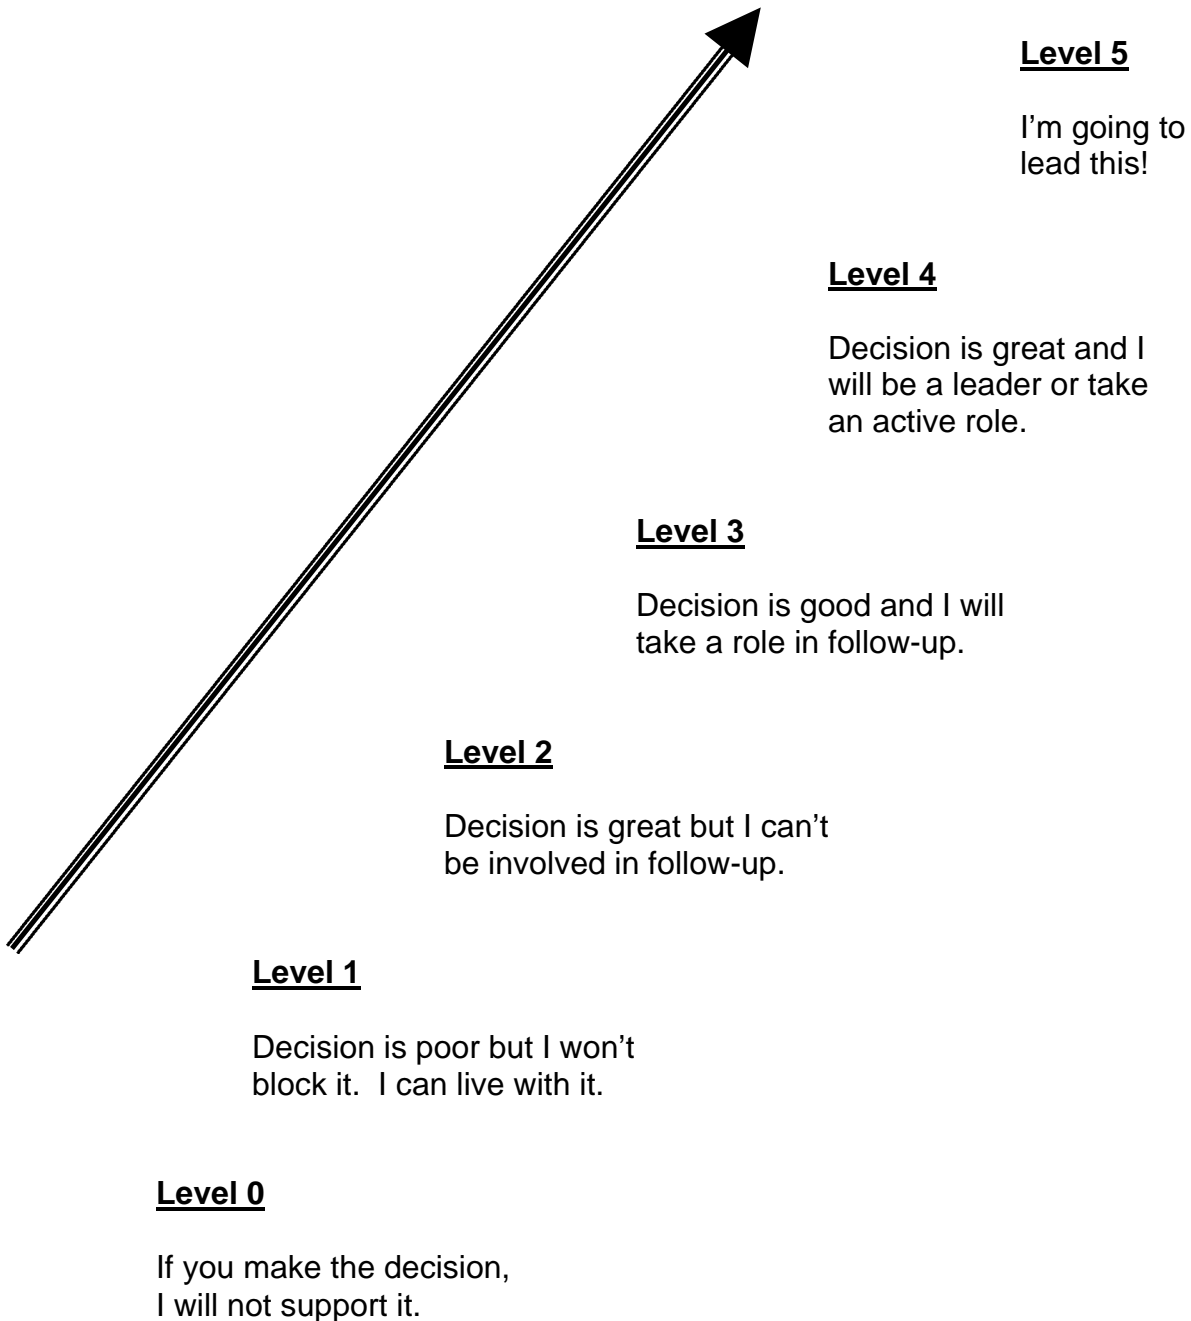 Level 5
I'm going to
lead this!
Level 4
Decision is great and I
will be a leader or take
an active role.
Level 3
Decision is good and I will
take a role in follow-up.
Level 2
Decision is great but I can’t
be involved in follow-up.
Level 1
Decision is poor but I won’t
block it.  I can live with it.
Level 0
If you make the decision,
I will not support it.